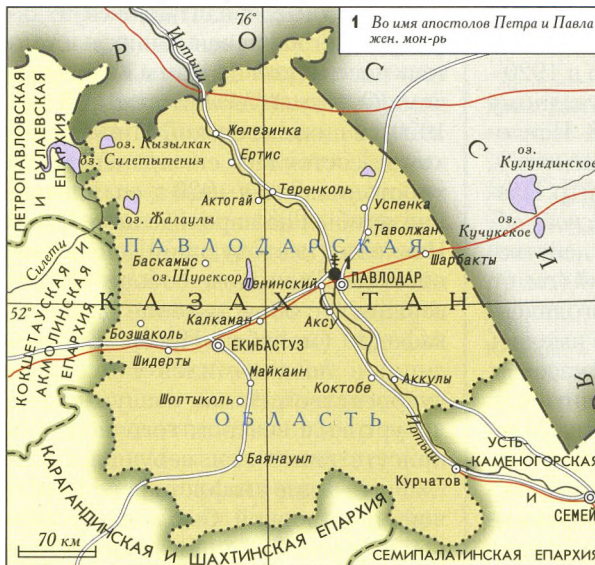 76°
1 Во имя апостолов Петра и Павла
жен. мон-рь
РОССИЯ
Иртыш
ПЕТРОПАВЛОВСКАЯ
И БУЛАЕВСКАЯ
ЕПАРХИЯ
оз. Кызылкак
оз. Силетытениз
Железинка
Ертис
Теренколь
Актогай
оз. Жалаулы
Успенка
Таволжан
оз.
Кулундинское
оз.
Кучукское
Силети
ПАВЛОДАРСКАЯ
Баскамыс
оз.Шурексор
Ленинский
1
ПАВЛОДАР
Шарбакты
52°
КАЗАХСТАН
КОКШЕТАУСКАЯ И
АКМОЛИНСКАЯ
ЕПАРХИЯ
Бозшаколь
Калкаман
Аксу
Шидерты
ЕКИБАСТУЗ
Майкаин
Шоптыколь
Коктобе
Аккулы
ОБЛАСТЬ
Баянауыл
Иртыш
Курчатов
УСТЬ-
-КАМЕНОГОРСКАЯ
И
СЕМЕЙ
КАРАГАНДИНСКАЯ И ШАХТИНСКАЯ ЕПАРХИЯ
СЕМИПАЛАТИНСКАЯ ЕПАРХИЯ
70 км